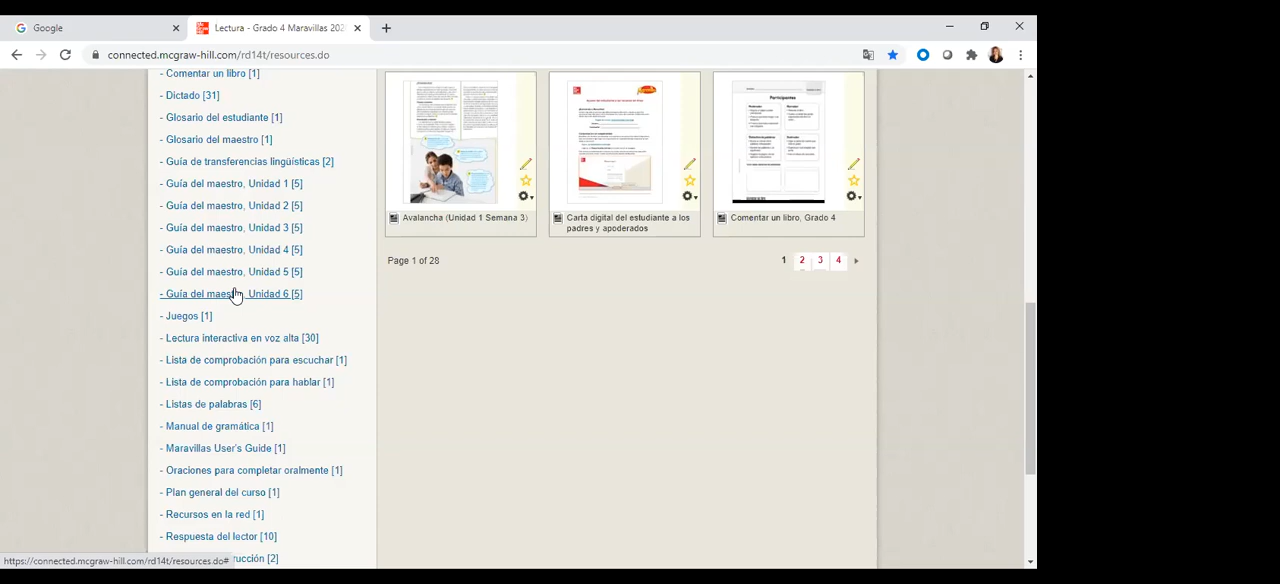 Google
Lectura - Grado 4 Maravillas 202
connected.mcgraw-hill.com/rd14t/resources.do
- Comentar un libro [1]
- Dictado [31]
- Glosario del estudiante [1]
- Glosario del maestro [1]
- Guía de transferencias lingüísticas [2]
- Guía del maestro, Unidad 1 [5]
- Guía del maestro, Unidad 2 [5]
- Guía del maestro, Unidad 3 [5]
- Guía del maestro, Unidad 4 [5]
- Guía del maestro, Unidad 5 [5]
- Guía del maes Unidad 6 [5]
- Juegos [1]
- Lectura interactiva en voz alta [30]
- Lista de comprobación para escuchar [1]
- Lista de comprobación para hablar [1]
- Listas de palabras [6]
- Manual de gramática [1]
- Maravillas User's Guide [1]
- Oraciones para completar oralmente [1]
- Plan general del curso [1]
- Recursos en la red [1]
- Respuesta del lector [10]
rucción [2]
https://connected.mcgraw-hill.com/rd14t/resources.do#
Participantes
Avalancha (Unidad 1 Semana 3)
Carta digital del estudiante a los
padres y apoderados
Comentar un libro, Grado 4
Page 1 of 28
1 2 3 4